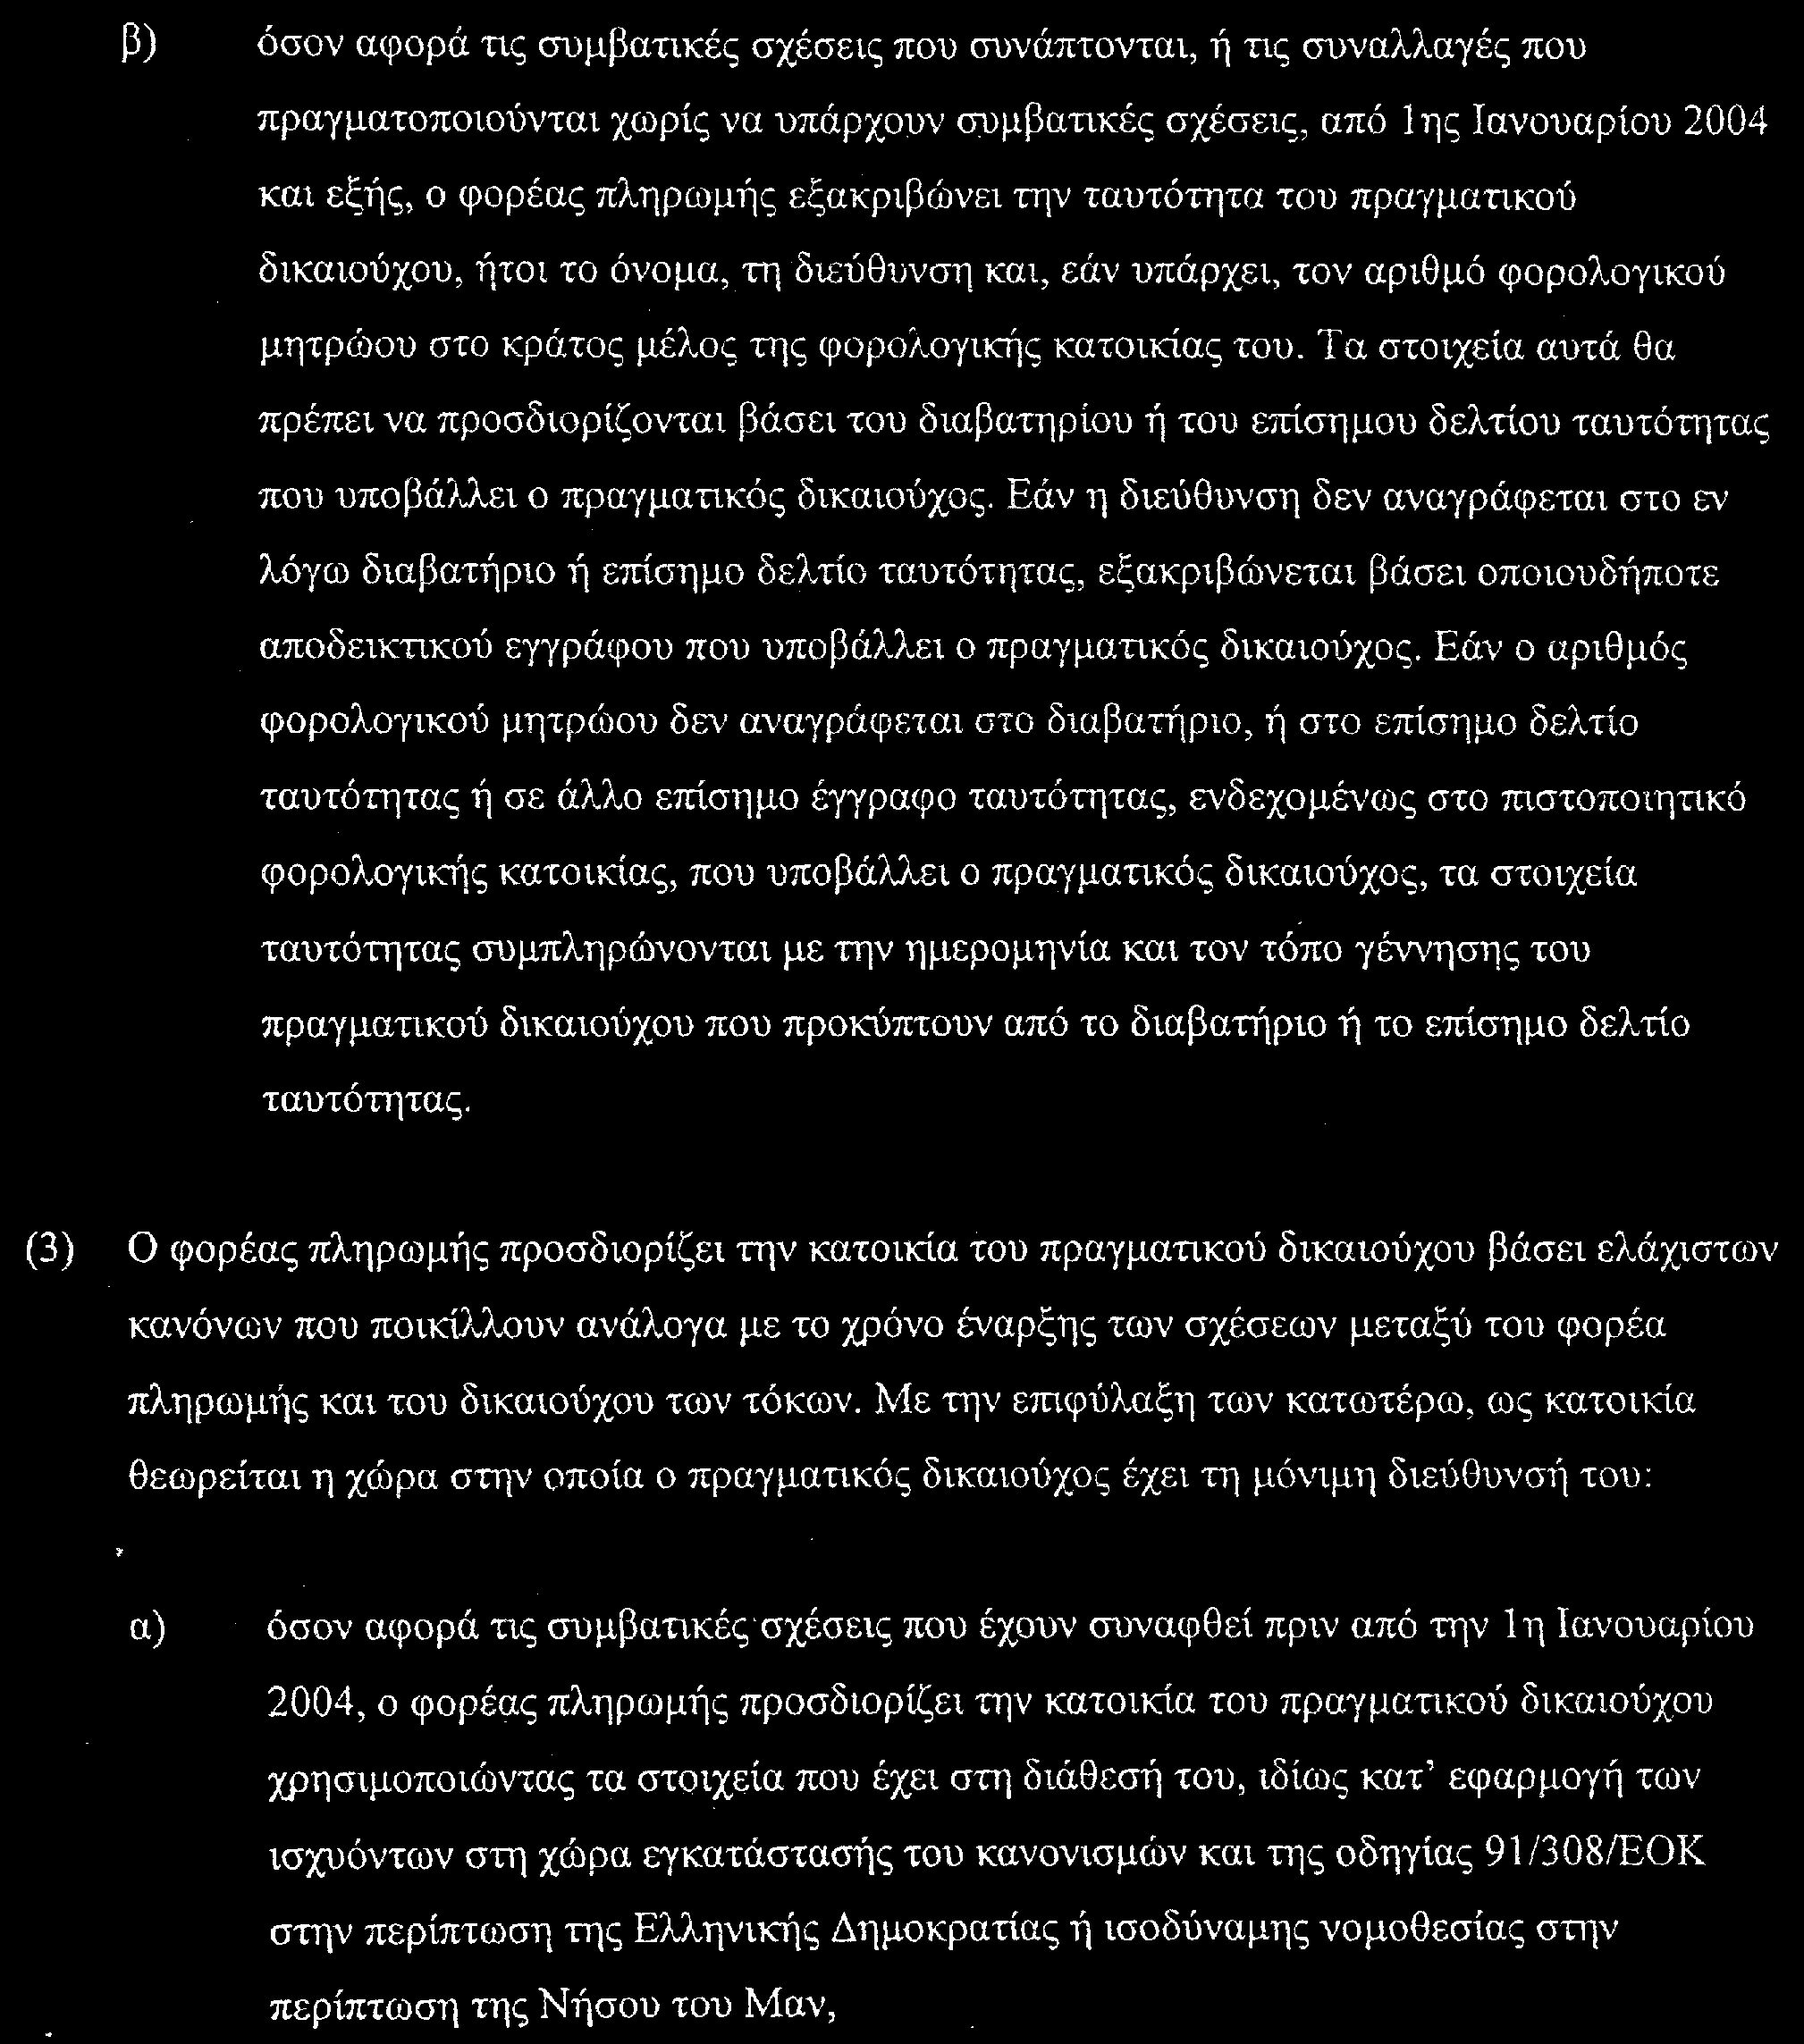 β) όσον αφορά τις συμβατικές σχέσεις που συνάπτονται, ή τις συναλλαγές που
πραγματοποιούνται χωρίς να υπάρχουν συμβατικές σχέσεις, από 1ης Ιανουαρίου 2004
και εξής, ο φορέας πληρωμής εξακριβώνει την ταυτότητα του πραγματικού
δικαιούχου, ήτοι το όνομα, τη διεύθυνση και, εάν υπάρχει, τον αριθμό φορολογικού
μητρώου στο κράτος μέλος της φορολογικής κατοικίας του. Τα στοιχεία αυτά θα
πρέπει να προσδιορίζονται βάσει του διαβατηρίου ή του επίσημου δελτίου ταυτότητας
που υποβάλλει ο πραγματικός δικαιούχος. Εάν η διεύθυνση δεν αναγράφεται στο εν
λόγω διαβατήριο ή επίσημο δελτίο ταυτότητας, εξακριβώνεται βάσει οποιουδήποτε
αποδεικτικού εγγράφου που υποβάλλει ο πραγματικός δικαιούχος. Εάν ο αριθμός
φορολογικού μητρώου δεν αναγράφεται στο διαβατήριο, ή στο επίσημο δελτίο
ταυτότητας ή σε άλλο επίσημο έγγραφο ταυτότητας, ενδεχομένως στο πιστοποιητικό
φορολογικής κατοικίας, που υποβάλλει ο πραγματικός δικαιούχος, τα στοιχεία
ταυτότητας συμπληρώνονται με την ημερομηνία και τον τόπο γέννησης του
πραγματικού δικαιούχου που προκύπτουν από το διαβατήριο ή το επίσημο δελτίο
ταυτότητας.
(3) Ο φορέας πληρωμής προσδιορίζει την κατοικία του πραγματικού δικαιούχου βάσει ελάχιστων
κανόνων που ποικίλλουν ανάλογα με το χρόνο έναρξης των σχέσεων μεταξύ του φορέα
πληρωμής και του δικαιούχου των τόκων. Με την επιφύλαξη των κατωτέρω, ως κατοικία
θεωρείται η χώρα στην οποία ο πραγματικός δικαιούχος έχει τη μόνιμη διεύθυνσή του:
α) όσον αφορά τις συμβατικές σχέσεις που έχουν συναφθεί πριν από την 1η Ιανουαρίου
2004, ο φορέας πληρωμής προσδιορίζει την κατοικία του πραγματικού δικαιούχου
χρησιμοποιώντας τα στοιχεία που έχει στη διάθεσή του, ιδίως κατ’ εφαρμογή των
ισχυόντων στη χώρα εγκατάστασής του κανονισμών και της οδηγίας 91/308/ΕΟΚ
στην περίπτωση της Ελληνικής Δημοκρατίας ή ισοδύναμης νομοθεσίας στην
περίπτωση της Νήσου του Μαν,